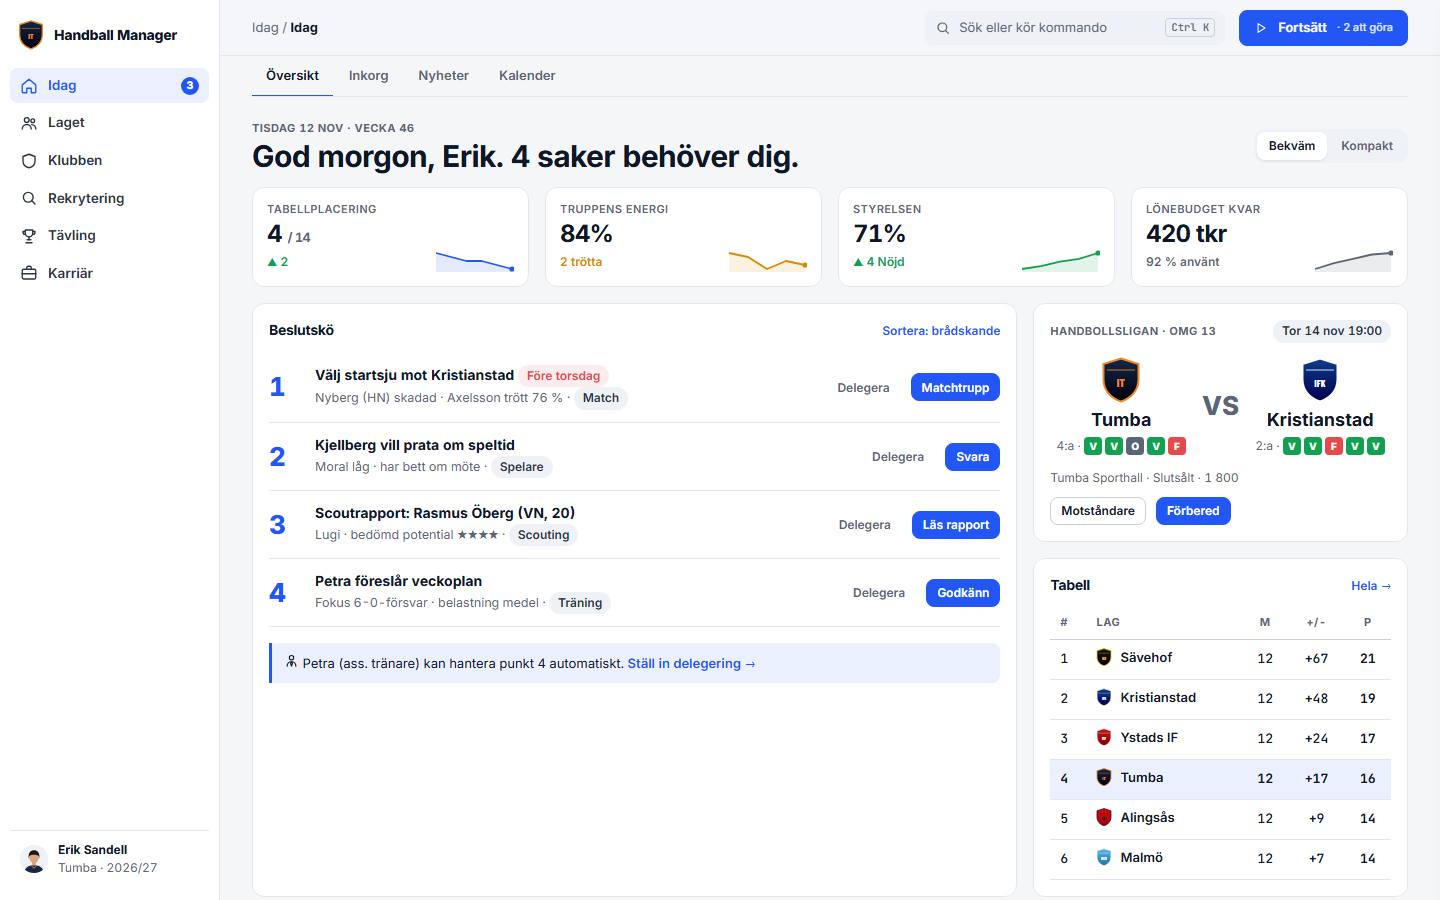 Handball Manager
Idag 3
Laget
Klubben
Rekrytering
Tävling
Karriär
Erik Sandell
Tumba · 2026/27
Idag / Idag
Sök eller kör kommando Ctrl K
Fortsätt · 2 att göra
Översikt Inkorg Nyheter Kalender
TISDAG 12 NOV · VECKA 46
God morgon, Erik. 4 saker behöver dig.
Bekväm Kompakt
TABELLPLACERING
4 / 14
▲ 2
TRUPPENS ENERGI
84%
2 trötta
STYRELSEN
71%
▲ 4 Nöjd
LÖNEBUDGET KVAR
420 tkr
92 % använt
Beslutskö Sortera: brådskande
1 Välj startsju mot Kristianstad Före torsdag
Nyberg (HN) skadad · Axelsson trött 76 % · Match
Delegera Matchtrupp
2 Kjellberg vill prata om speltid
Moral låg · har bett om möte · Spelare
Delegera Svara
3 Scoutrapport: Rasmus Öberg (VN, 20)
Lugi · bedömd potential ★★★★ · Scouting
Delegera Läs rapport
4 Petra föreslår veckoplan
Fokus 6-0-försvar · belastning medel · Träning
Delegera Godkänn
Petra (ass. tränare) kan hantera punkt 4 automatiskt. Ställ in delegering →
HANDBOLLSLIGAN · OMG 13 Tor 14 nov 19:00
IT IFK
Tumba VS Kristianstad
4:a · V V O V F 2:a · V V F V V
Tumba Sporthall · Slutsålt · 1 800
Motståndare Förbered
Tabell Hela →
# LAG M +/- P
1 Sävehof 12 +67 21
2 Kristianstad 12 +48 19
3 Ystads IF 12 +24 17
4 Tumba 12 +17 16
5 Alingsås 12 +9 14
6 Malmö 12 +7 14